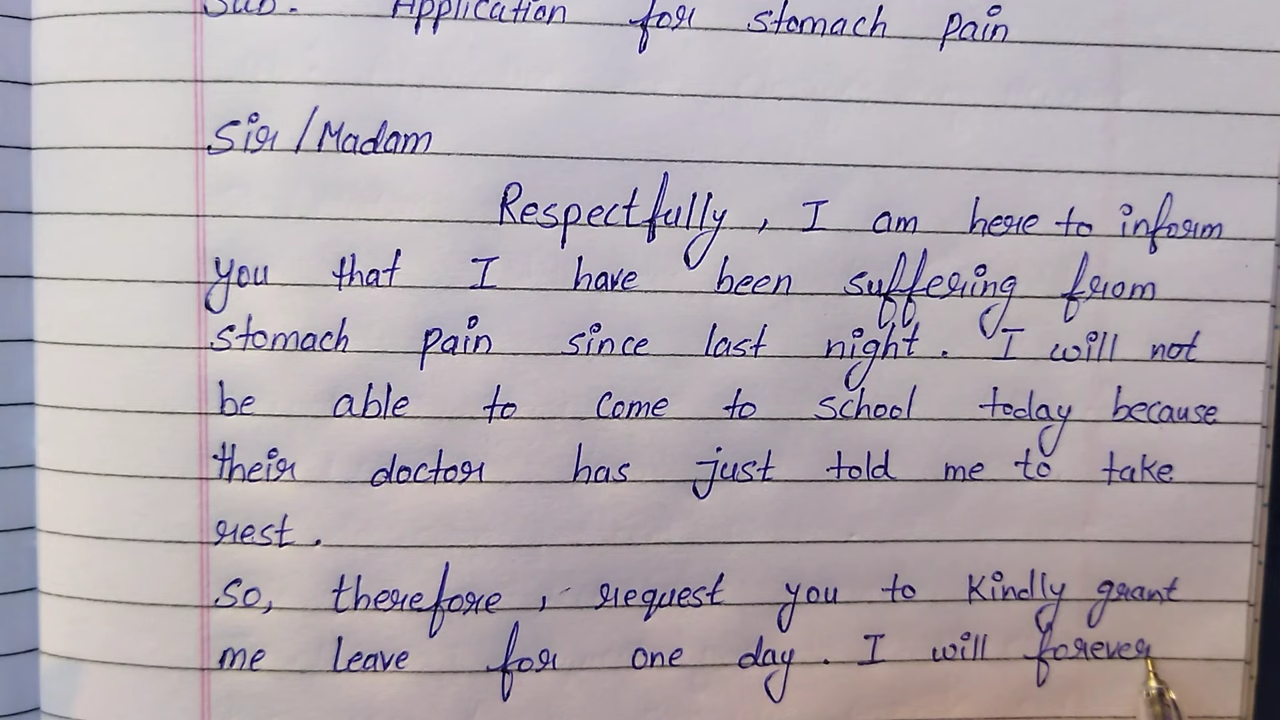 Sub. Application for stomach pain
Sir/Madam
Respectfully, I am here to inform
you that I have been suffering from
stomach pain since last night. I will not
be able to come to school today because
their doctor has just told me to take
rest.
So, therefore, request you to kindly grant
me leave for one day. I will forever